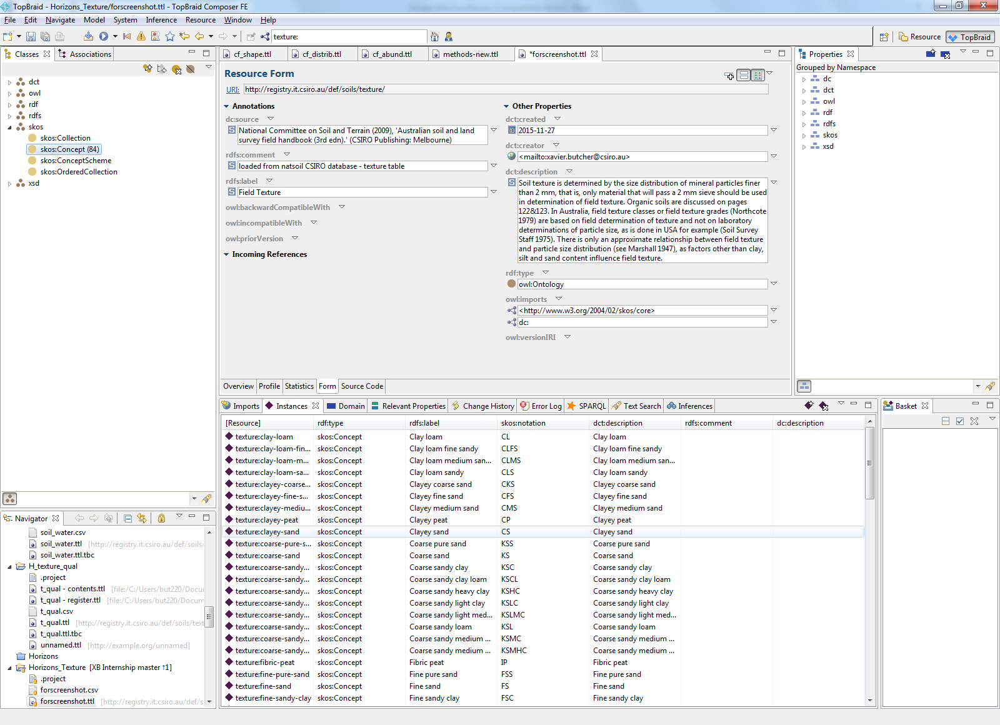 TopBraid - Horizons_Texture/forscreenshot.ttl - TopBraid Composer FE
File Edit Navigate Model System Inference Resource Window Help
texture:
Resource TopBraid
Classes Associations
dct
owl
rdf
rdfs
skos
skos:Collection
skos:Concept (84)
skos:ConceptScheme
skos:OrderedCollection
xsd
Navigator
soil_water.csv
soil_water.ttl [http://registry.it.csiro.au/def/soils/
soil_water.ttl.tbc
H_texture_qual
.project
t_qual - contents.ttl [file:/C:/Users/but220/Docu
t_qual - register.ttl [file:/C:/Users/but220/Docum
t_qual.csv
t_qual.ttl [http://registry.it.csiro.au/def/soils/text
t_qual.ttl.tbc
unnamed.ttl [http://example.org/unnamed]
Horizons
Horizons_Texture [XB Internship master ↑1]
.project
forscreenshot.csv
forscreenshot.ttl [http://registry.it.csiro.au/def/s
cf_shape.ttl cf_distrib.ttl cf_abund.ttl methods-new.ttl *forscreenshot.ttl
Resource Form
URI: http://registry.it.csiro.au/def/soils/texture/
Annotations
dc:source
National Committee on Soil and Terrain (2009), 'Australian soil and land
survey field handbook (3rd edn).' (CSIRO Publishing: Melbourne)
rdfs:comment
loaded from natsoil CSIRO database - texture table
rdfs:label
Field Texture
owl:backwardCompatibleWith
owl:incompatibleWith
owl:priorVersion
Incoming References
Other Properties
dct:created
2015-11-27
dct:creator
<mailto:xavier.butcher@csiro.au>
dct:description
Soil texture is determined by the size distribution of mineral particles finer
than 2 mm, that is, only material that will pass a 2 mm sieve should be used
in determination of field texture. Organic soils are discussed on pages
122&123. In Australia, field texture classes or field texture grades (Northcote
1979) are based on field determination of texture and not on laboratory
determinations of particle size, as is done in USA for example (Soil Survey
Staff 1975). There is only an approximate relationship between field texture
and particle size distribution (see Marshall 1947), as factors other than clay,
silt and sand content influence field texture.
rdf:type
owl:Ontology
owl:imports
<http://www.w3.org/2004/02/skos/core>
dc:
owl:versionIRI
Overview Profile Statistics Form Source Code
Properties
Grouped by Namespace
dc
dct
owl
rdf
rdfs
skos
xsd
Imports Instances Domain Relevant Properties Change History Error Log SPARQL Text Search Inferences
[Resource] rdf:type rdfs:label skos:notation dct:description rdfs:comment dc:description
texture:clay-loam skos:Concept Clay loam CL Clay loam
texture:clay-loam-fin... skos:Concept Clay loam fine sandy CLFS Clay loam fine sandy
texture:clay-loam-m... skos:Concept Clay loam medium san... CLMS Clay loam medium san...
texture:clay-loam-sa... skos:Concept Clay loam sandy CLS Clay loam sandy
texture:clayey-coarse... skos:Concept Clayey coarse sand CKS Clayey coarse sand
texture:clayey-fine-s... skos:Concept Clayey fine sand CFS Clayey fine sand
texture:clayey-mediu... skos:Concept Clayey medium sand CMS Clayey medium sand
texture:clayey-peat skos:Concept Clayey peat CP Clayey peat
texture:clayey-sand skos:Concept Clayey sand CS Clayey sand
texture:coarse-pure-s... skos:Concept Coarse pure sand KSS Coarse pure sand
texture:coarse-sand skos:Concept Coarse sand KS Coarse sand
texture:coarse-sandy... skos:Concept Coarse sandy clay KSC Coarse sandy clay
texture:coarse-sandy... skos:Concept Coarse sandy clay loam KSCL Coarse sandy clay loam
texture:coarse-sandy... skos:Concept Coarse sandy heavy clay KSHC Coarse sandy heavy clay
texture:coarse-sandy... skos:Concept Coarse sandy light clay KSLC Coarse sandy light clay
texture:coarse-sandy... skos:Concept Coarse sandy light med... KSLMC Coarse sandy light med...
texture:coarse-sandy... skos:Concept Coarse sandy loam KSL Coarse sandy loam
texture:coarse-sandy... skos:Concept Coarse sandy medium ... KSMC Coarse sandy medium ...
texture:coarse-sandy... skos:Concept Coarse sandy medium ... KSMHC Coarse sandy medium ...
texture:fibric-peat skos:Concept Fibric peat IP Fibric peat
texture:fine-pure-sand skos:Concept Fine pure sand FSS Fine pure sand
texture:fine-sand skos:Concept Fine sand FS Fine sand
texture:fine-sandy-clay skos:Concept Fine sandy clay FSC Fine sandy clay
Basket